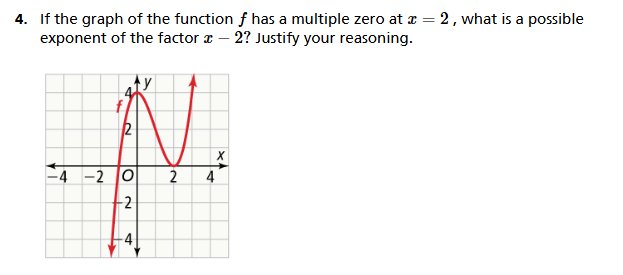 4. If the graph of the function f has a multiple zero at x = 2, what is a possible
exponent of the factor x − 2? Justify your reasoning.
y
4
f
2
x
−4 −2 O 2 4
−2
−4